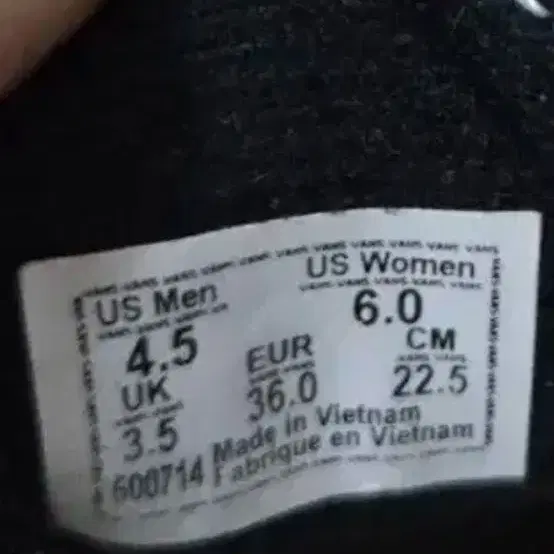 US Men US Women
4.5 6.0
UK EUR CM
3.5 36.0 22.5
Made in Vietnam
600714 Fabrique en Vietnam